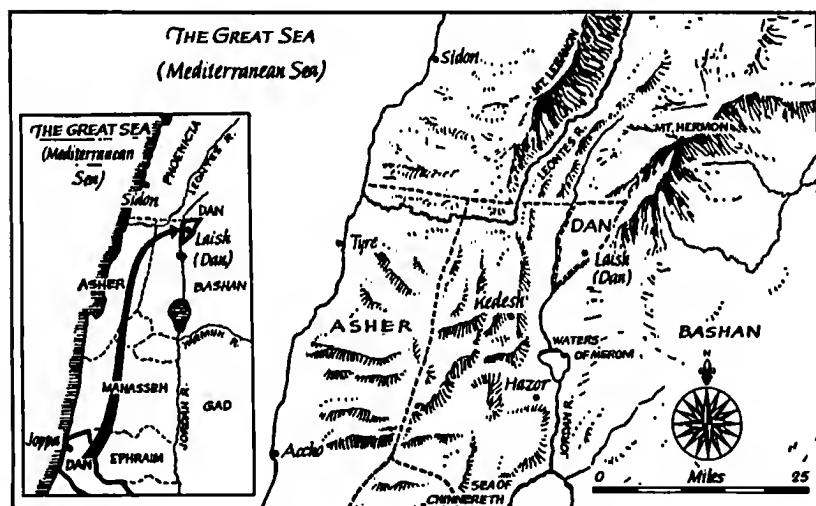 THE GREAT SEA
(Mediterranean Sea)
Sidon
MT. LEBANON
LEONTES R.
MT. HERMON
DAN
Laish
(Dan)
Tyre
Kedesh
ASHER
WATERS
OF MEROM
BASHAN
Hazor
JORDAN R.
Accho
SEA OF
CHINNERETH
N
0 Miles 25
THE GREAT SEA
(Mediterranean
Sea)
PHOENICIA
LEONTES R.
Sidon
DAN
Laish
(Dan)
ASHER
BASHAN
YARMUK R.
MANASSEH
JORDAN R.
GAD
Joppa
DAN
EPHRAIM